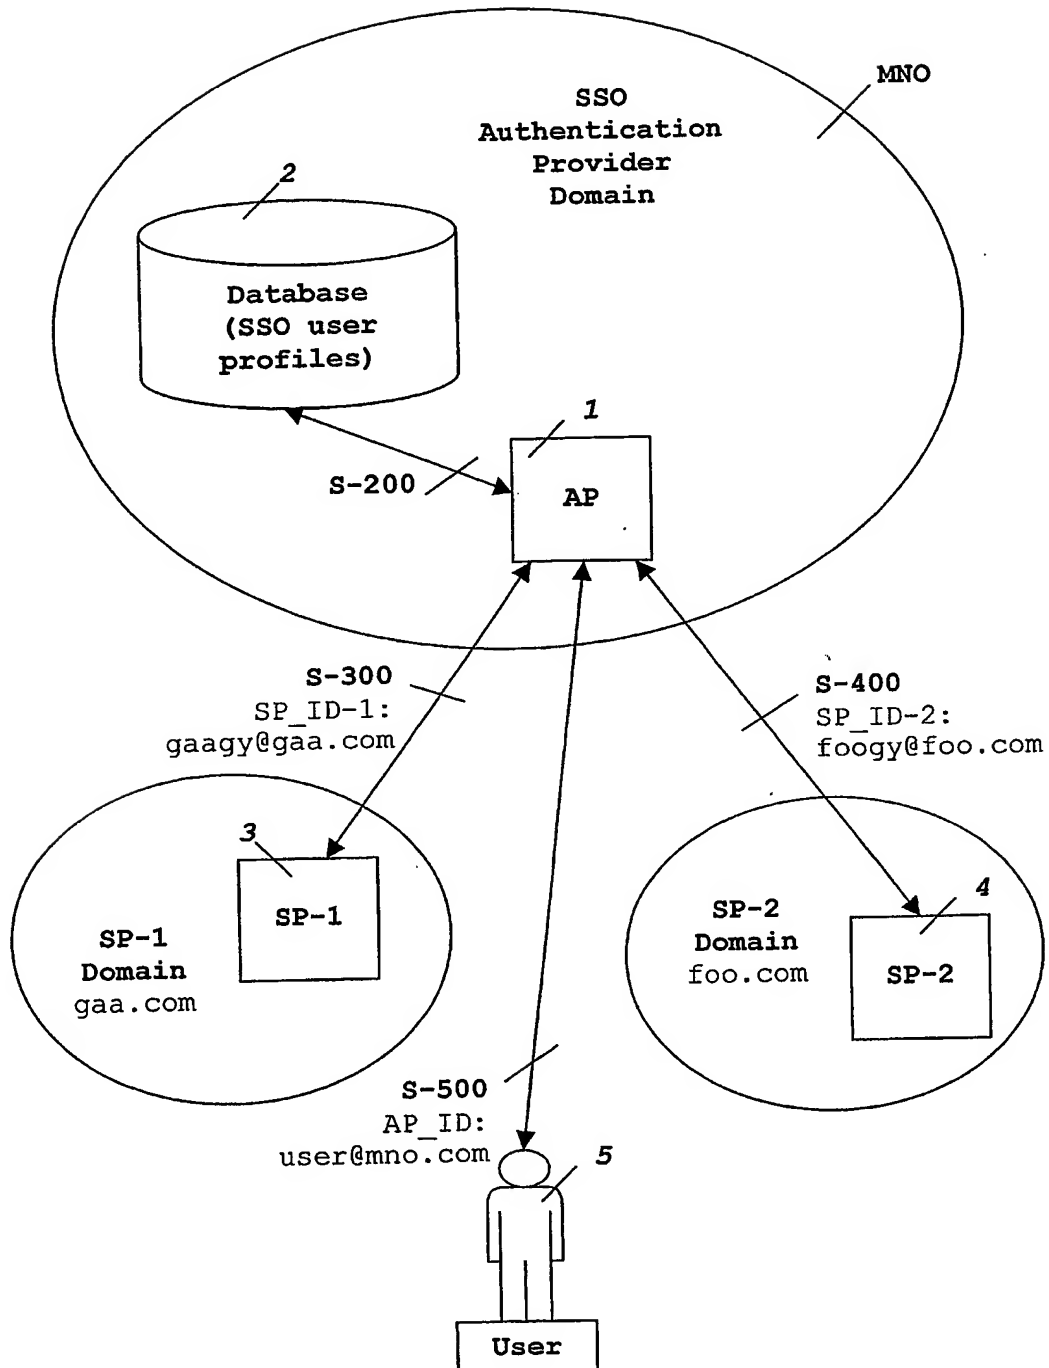 MNO
SSO
Authentication
Provider
Domain
2
Database
(SSO user
profiles)
1
S-200
AP
S-300
SP_ID-1:
gaagy@gaa.com
S-400
SP_ID-2:
foogy@foo.com
3
SP-1
SP-1
Domain
gaa.com
4
SP-2
Domain
foo.com
SP-2
S-500
AP_ID:
user@mno.com
5
User